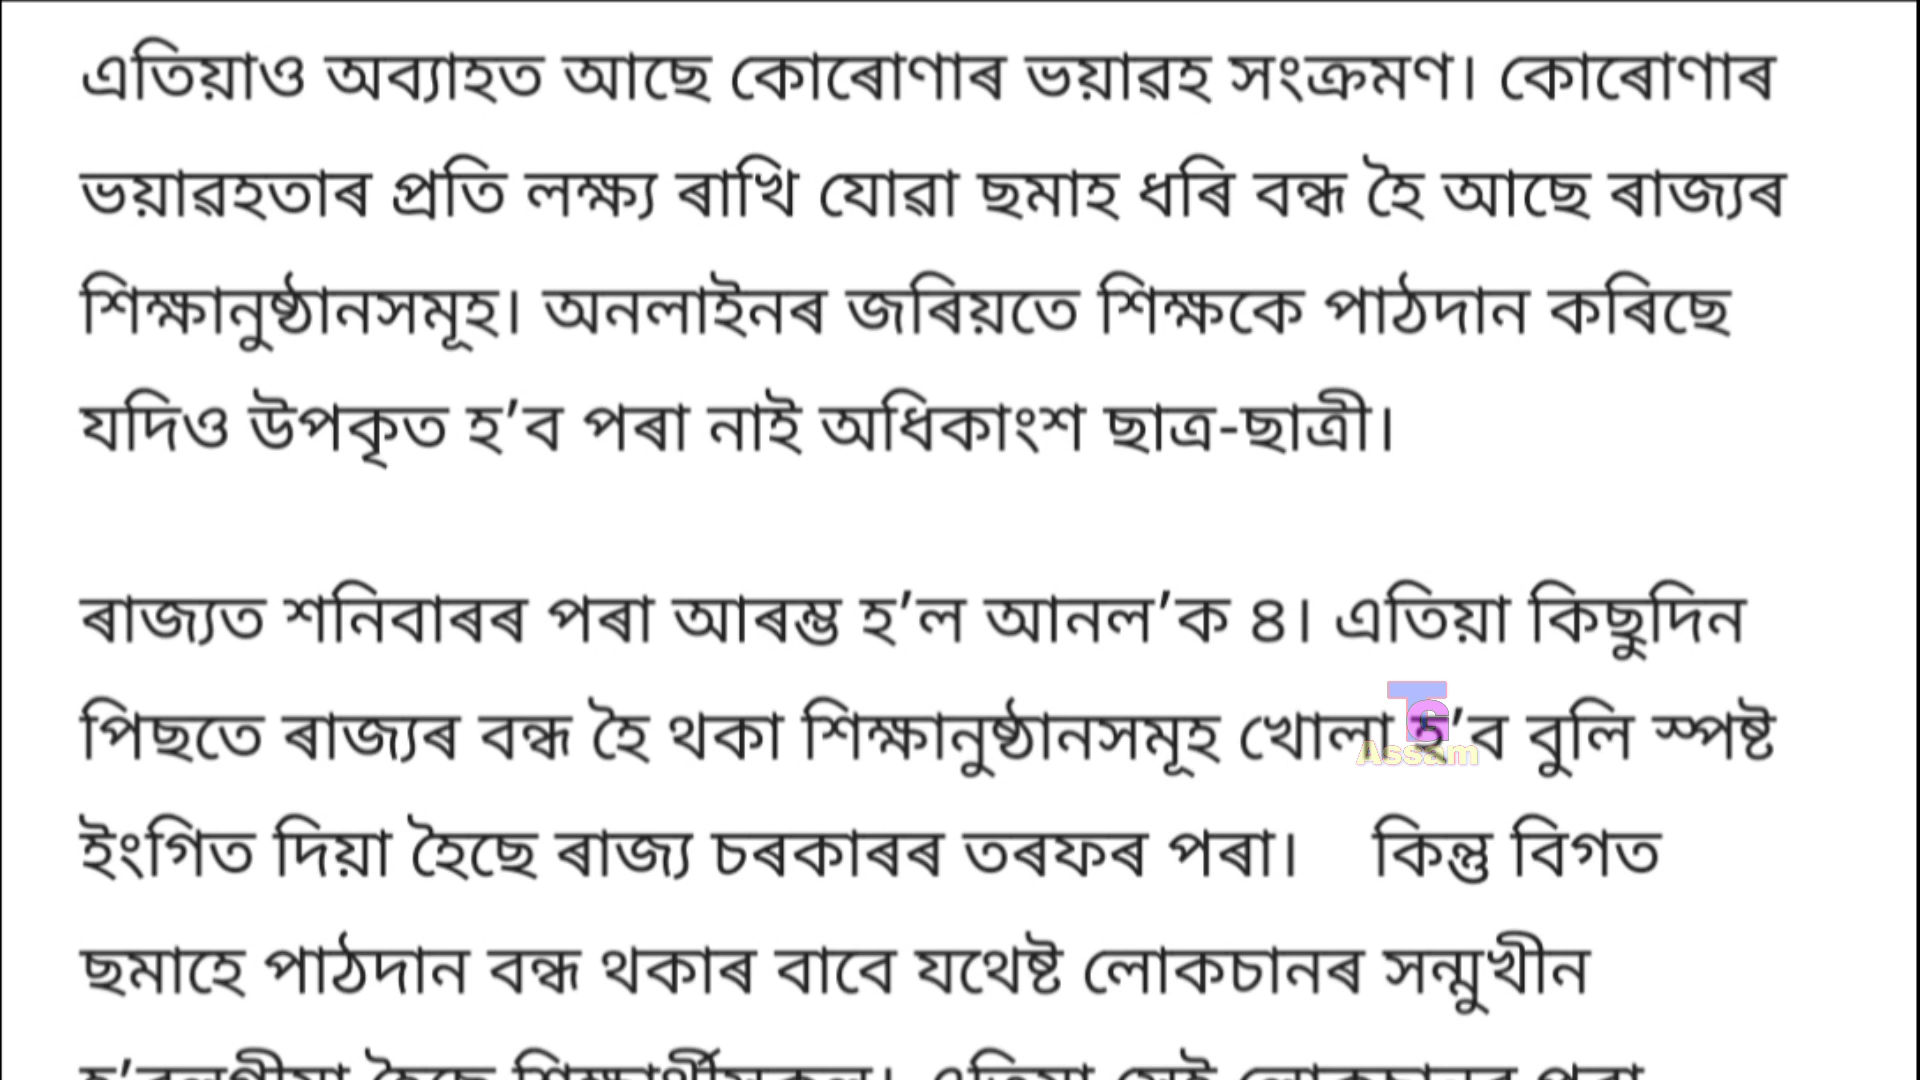 এতিয়াও অব্যাহত আছে কোৰোণাৰ ভয়াৱহ সংক্ৰমণ। কোৰোণাৰ
ভয়াৱহতাৰ প্ৰতি লক্ষ্য ৰাখি যোৱা ছমাহ ধৰি বন্ধ হৈ আছে ৰাজ্যৰ
শিক্ষানুষ্ঠানসমূহ। অনলাইনৰ জৰিয়তে শিক্ষকে পাঠদান কৰিছে
যদিও উপকৃত হ’ব পৰা নাই অধিকাংশ ছাত্ৰ-ছাত্ৰী।
ৰাজ্যত শনিবাৰৰ পৰা আৰম্ভ হ’ল আনল’ক ৪। এতিয়া কিছুদিন
পিছতে ৰাজ্যৰ বন্ধ হৈ থকা শিক্ষানুষ্ঠানসমূহ খোলা হ’ব বুলি স্পষ্ট
TG
Assam
ইংগিত দিয়া হৈছে ৰাজ্য চৰকাৰৰ তৰফৰ পৰা। কিন্তু বিগত
ছমাহে পাঠদান বন্ধ থকাৰ বাবে যথেষ্ট লোকচানৰ সন্মুখীন